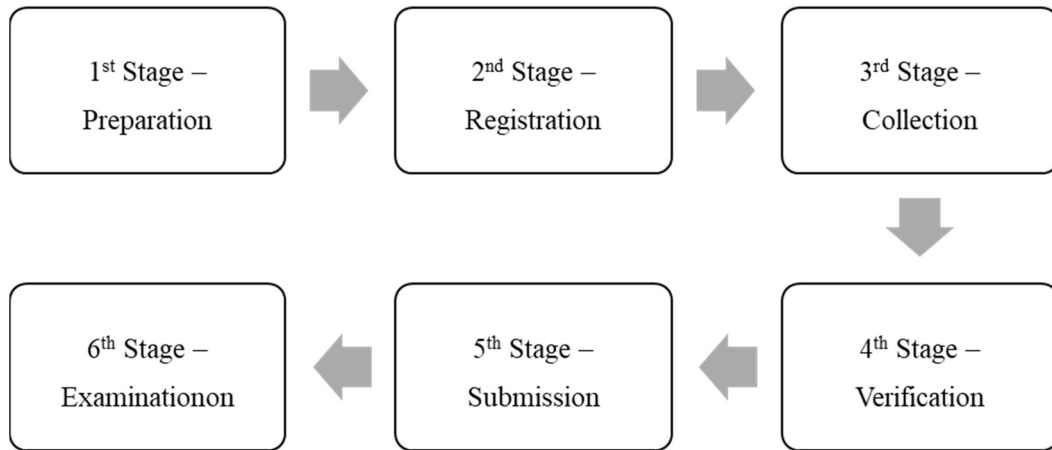 1st Stage –
Preparation
2nd Stage –
Registration
3rd Stage –
Collection
4th Stage –
Verification
5th Stage –
Submission
6th Stage –
Examinationon